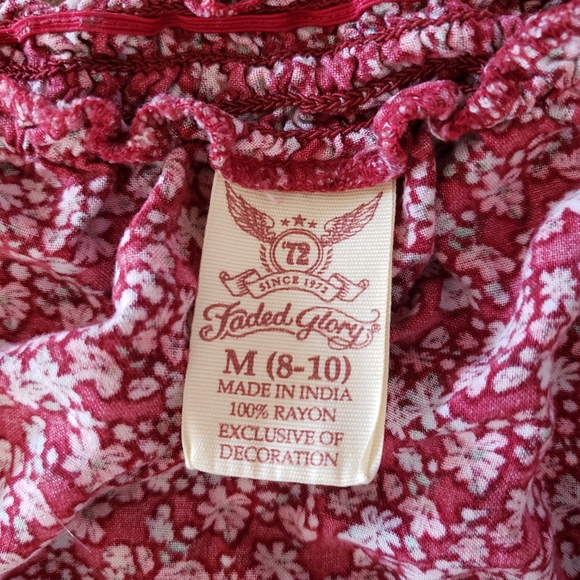 '72
SINCE 1972
Faded Glory®
M (8-10)
MADE IN INDIA
100% RAYON
EXCLUSIVE OF
DECORATION